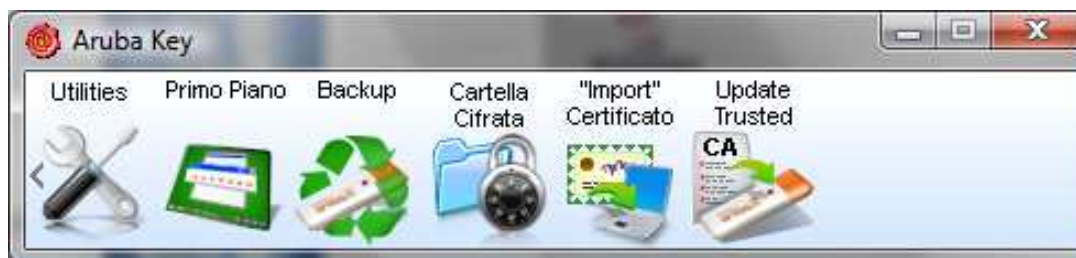 Aruba Key
Utilities
Primo Piano
Backup
Cartella
Cifrata
"Import"
Certificato
Update
Trusted
CA